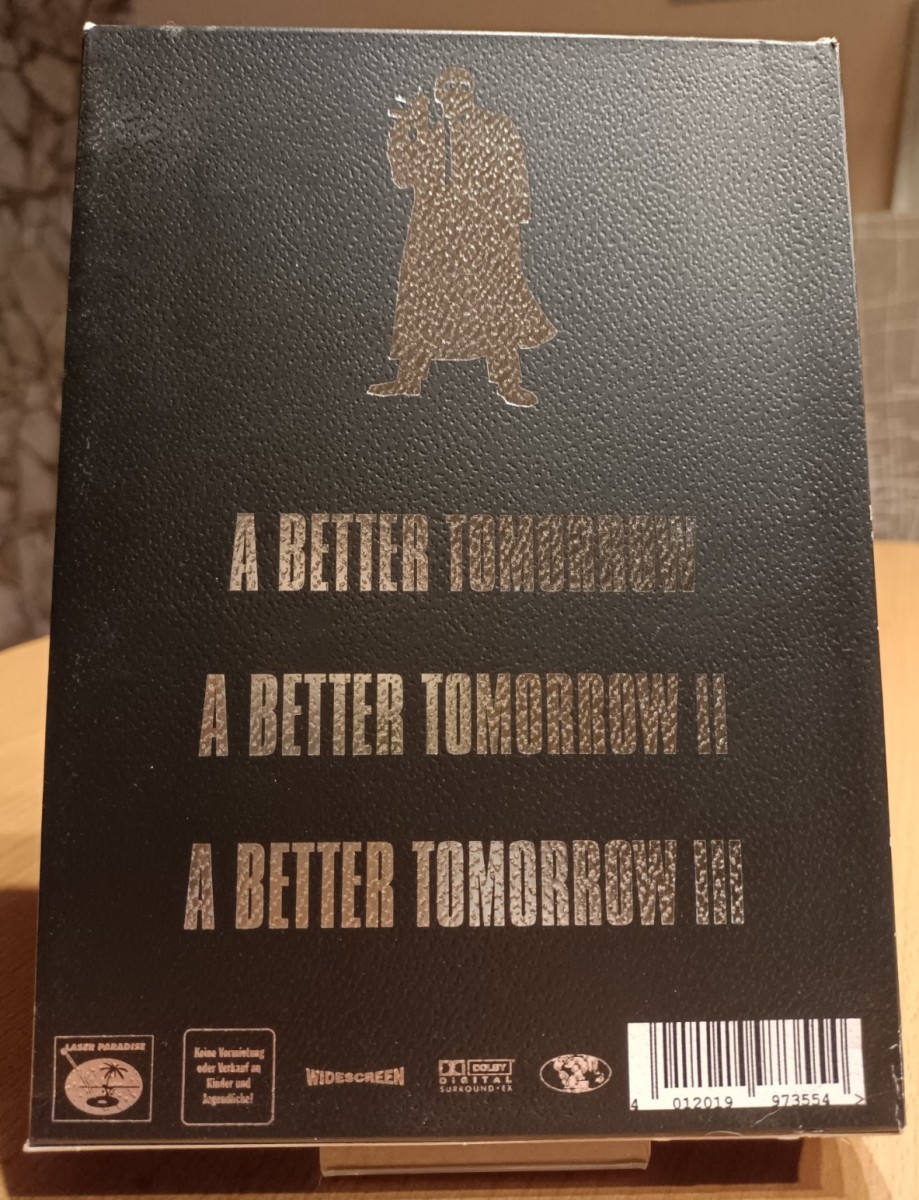 A BETTER TOMORROW
A BETTER TOMORROW II
A BETTER TOMORROW III
LASER PARADISE
Keine Vermietung
oder Verkauf an
Kinder und
Jugendliche!
WIDESCREEN
DOLBY
DIGITAL
SURROUND•EX
4 012019 973554 >